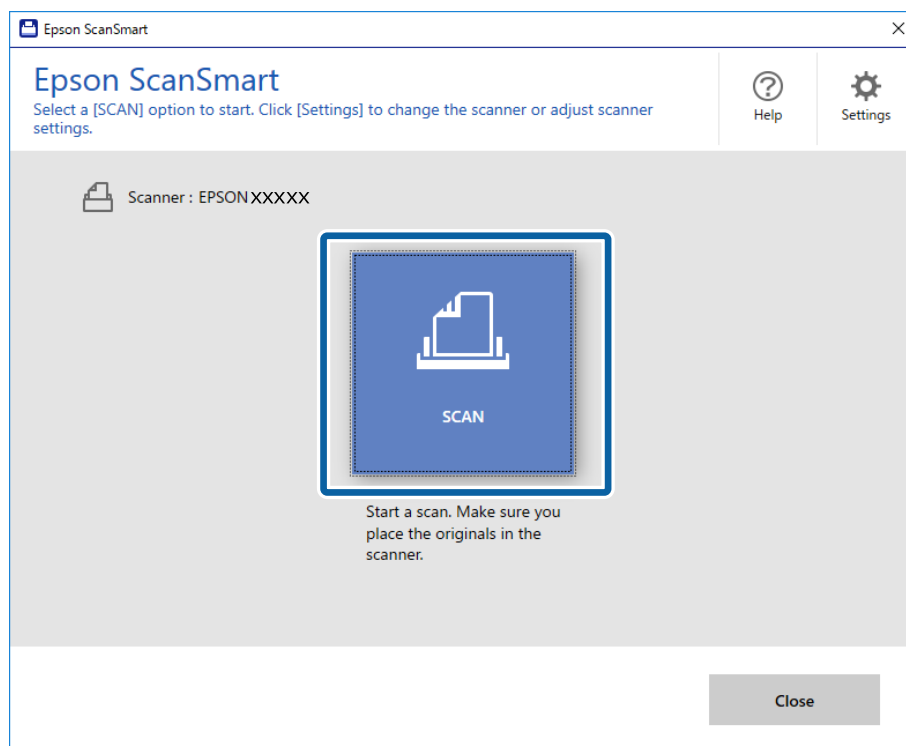 Epson ScanSmart
Epson ScanSmart
Select a [SCAN] option to start. Click [Settings] to change the scanner or adjust scanner
settings.
Help
Settings
Scanner : EPSON XXXXX
SCAN
Start a scan. Make sure you
place the originals in the
scanner.
Close